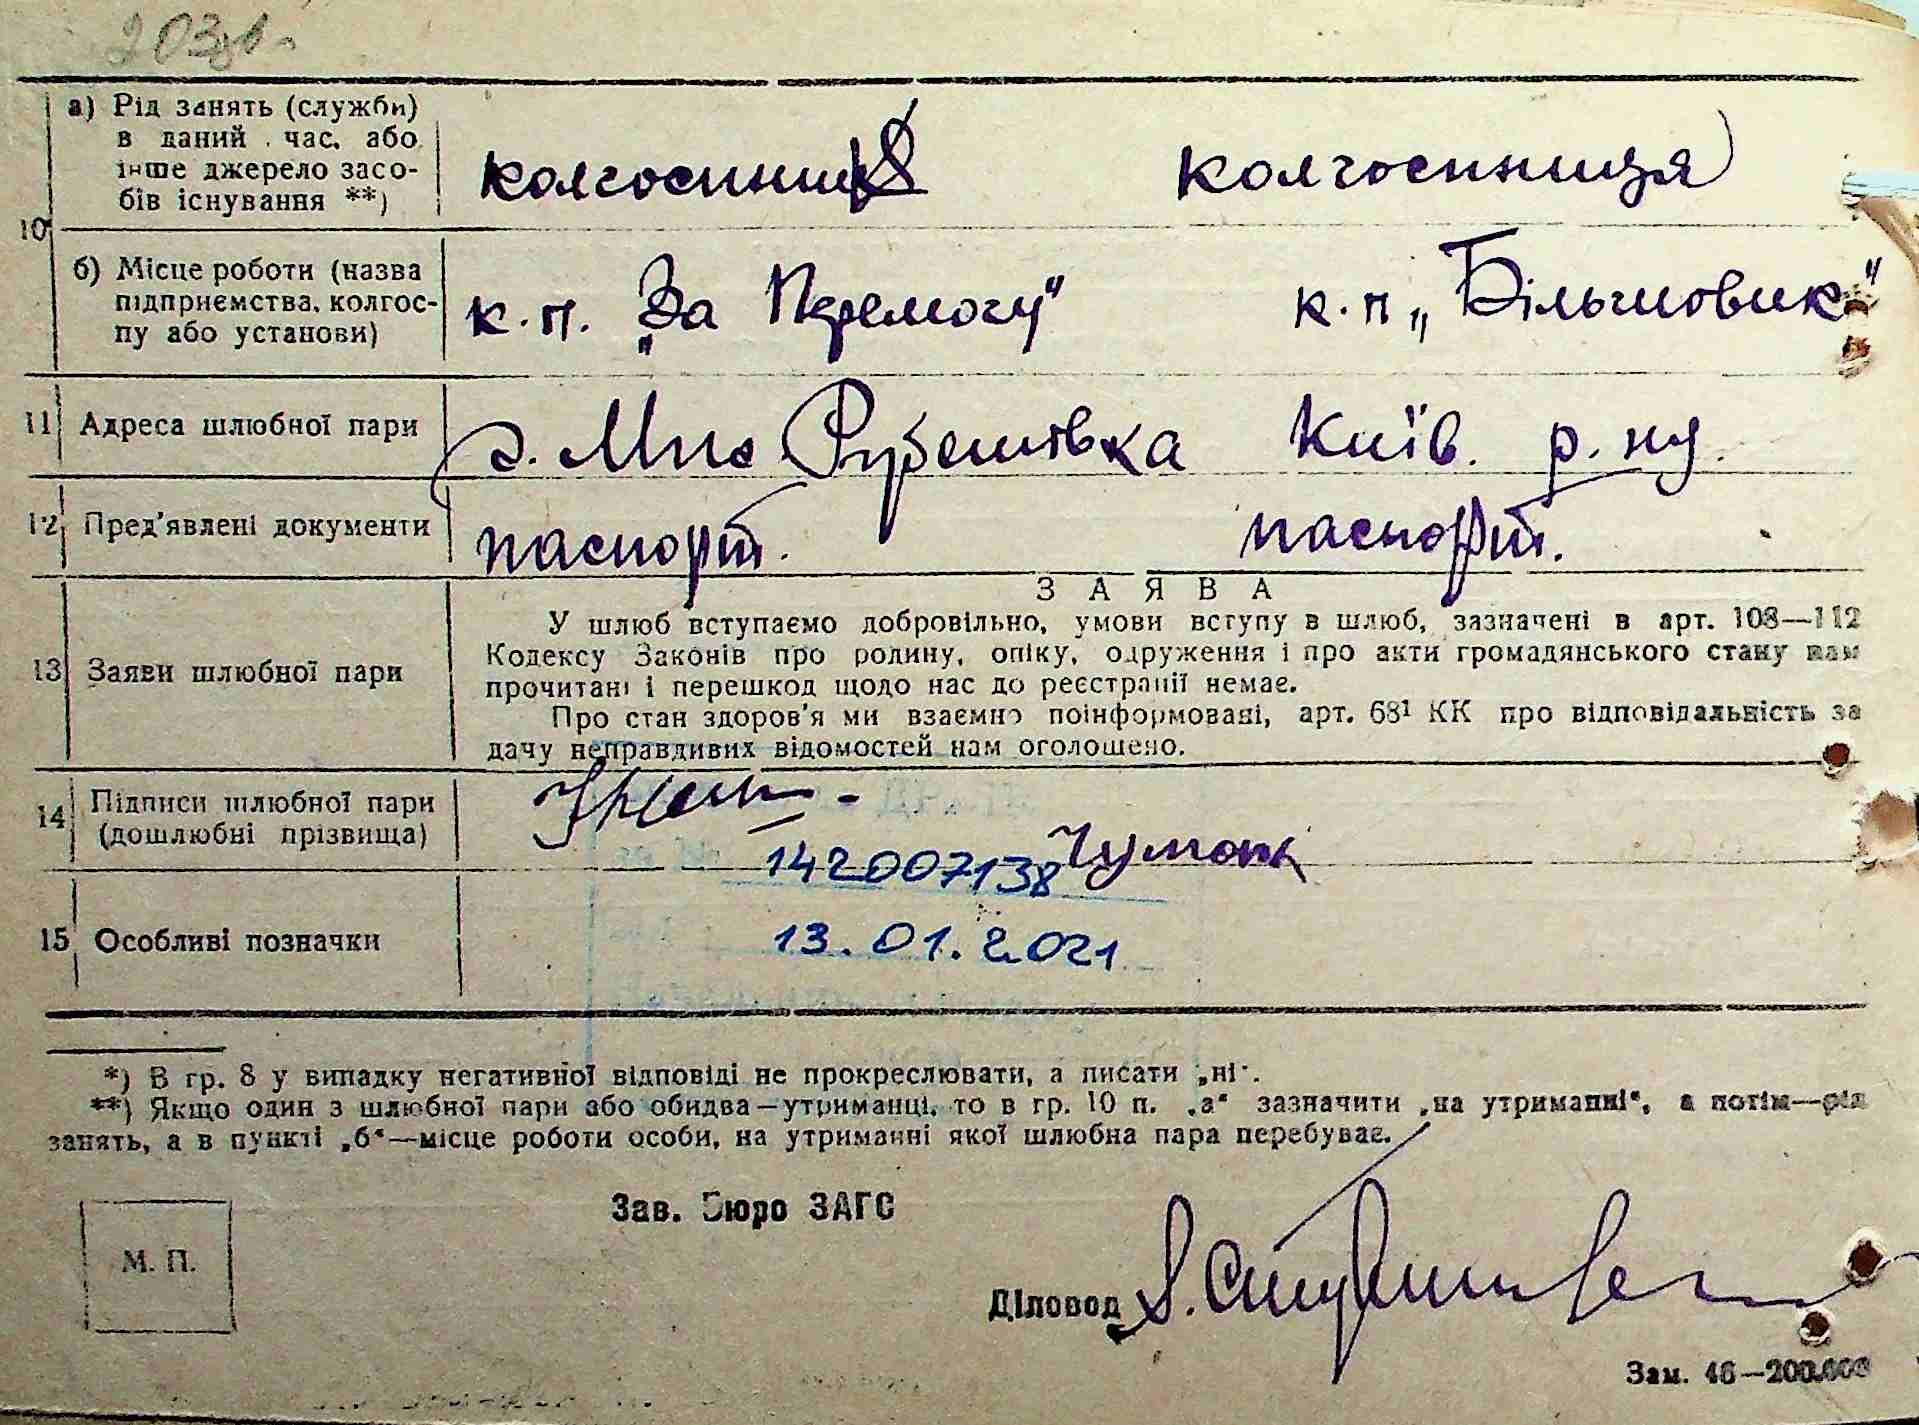 203
а) Рід занять (служби)
в даний час, або
інше джерело засо-
бів існування **)
колгоспник колгоспниця
10
б) Місце роботи (назва
підприємства, колгос-
пу або установи)
к.п. „За Перемогу" к.п „Більшовик"
11 Адреса шлюбної пари
с. Мик Рубежівка Київ. р. ну.
12 Пред'явлені документи
паспорт. паспорт.
З А Я В А
13 Заяви шлюбної пари
У шлюб вступаємо добровільно, умови вступу в шлюб, зазначені в арт. 108—112
Кодексу Законів про родину, опіку, одруження і про акти громадянського стану нам
прочитані і перешкод щодо нас до реєстрації немає.
Про стан здоров'я ми взаємно поінформовані, арт. 68¹ КК про відповідальність за
дачу неправдивих відомостей нам оголошено.
14 Підписи шлюбної пари
(дошлюбні прізвища)
Чумак
142007138
15 Особливі позначки
13.01.2021
*) В гр. 8 у випадку негативної відповіді не прокреслювати, а писати „ні".
**) Якщо один з шлюбної пари або обидва—утриманці, то в гр. 10 п. „а" зазначити „на утриманні", а потім—рід
занять, а в пункті „б"—місце роботи особи, на утриманні якої шлюбна пара перебуває.
Зав. Бюро ЗАГС
М. П.
Діловод
Зам. 46—200.000